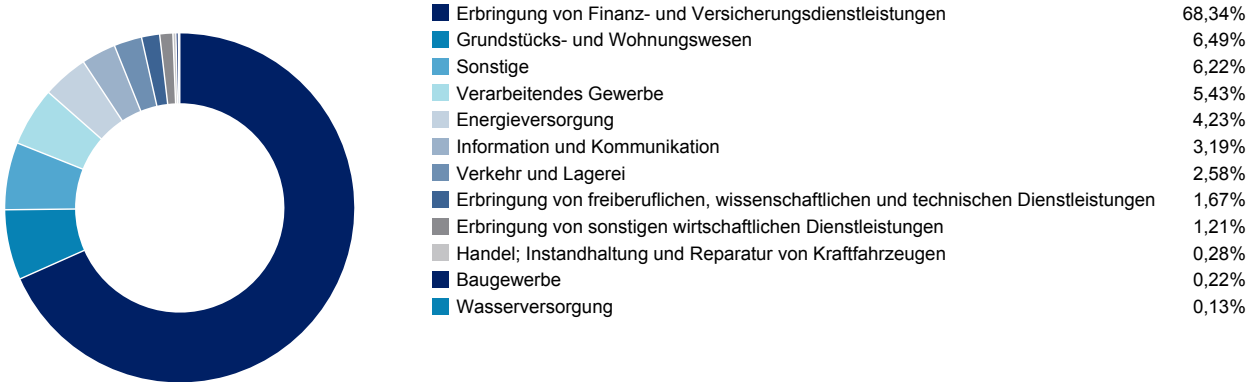 Erbringung von Finanz- und Versicherungsdienstleistungen 68,34%
Grundstücks- und Wohnungswesen 6,49%
Sonstige 6,22%
Verarbeitendes Gewerbe 5,43%
Energieversorgung 4,23%
Information und Kommunikation 3,19%
Verkehr und Lagerei 2,58%
Erbringung von freiberuflichen, wissenschaftlichen und technischen Dienstleistungen 1,67%
Erbringung von sonstigen wirtschaftlichen Dienstleistungen 1,21%
Handel; Instandhaltung und Reparatur von Kraftfahrzeugen 0,28%
Baugewerbe 0,22%
Wasserversorgung 0,13%